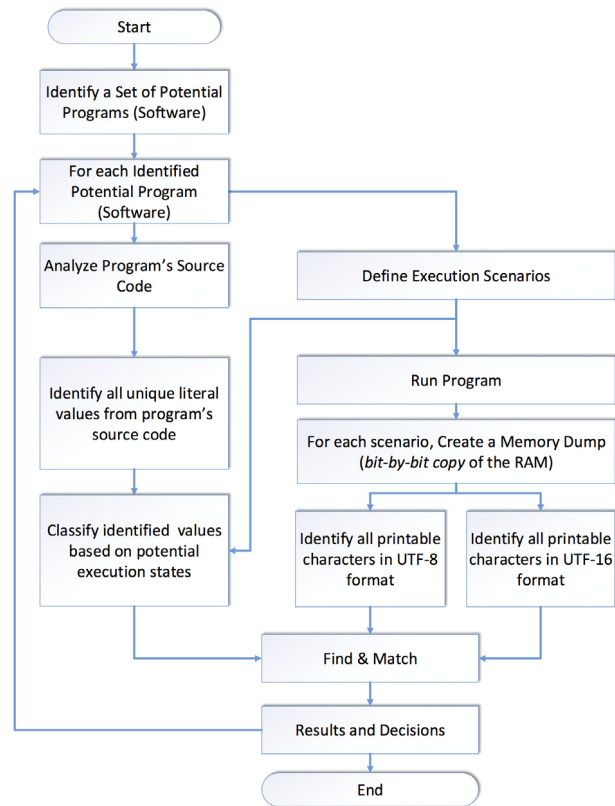 Start
Identify a Set of Potential
Programs (Software)
For each Identified
Potential Program
(Software)
Analyze Program's Source
Code
Define Execution Scenarios
Identify all unique literal
values from program's
source code
Run Program
For each scenario, Create a Memory Dump
(bit-by-bit copy of the RAM)
Classify identified values
based on potential
execution states
Identify all printable
characters in UTF-8
format
Identify all printable
characters in UTF-16
format
Find & Match
Results and Decisions
End